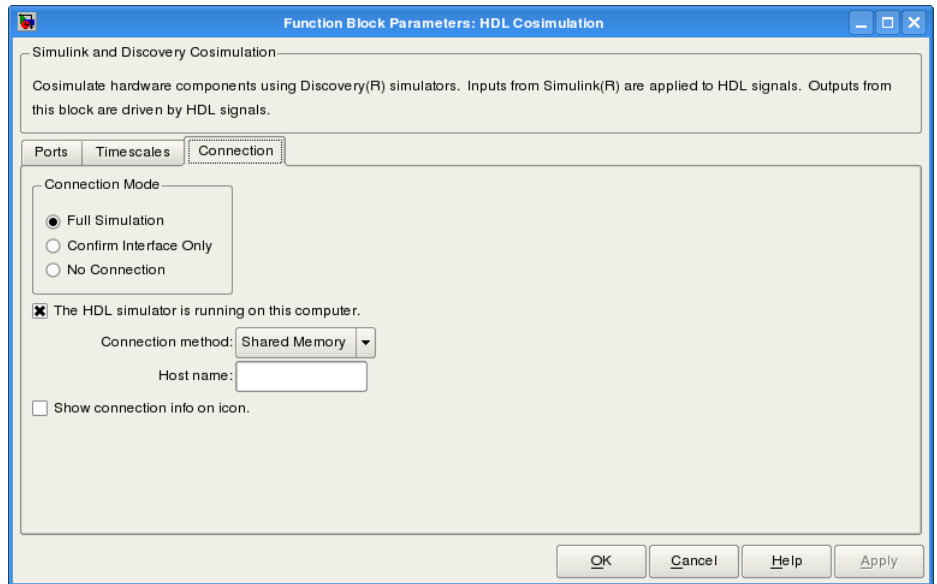 Function Block Parameters: HDL Cosimulation
Simulink and Discovery Cosimulation
Cosimulate hardware components using Discovery(R) simulators. Inputs from Simulink(R) are applied to HDL signals. Outputs from
this block are driven by HDL signals.
Ports Timescales Connection
Connection Mode
Full Simulation
Confirm Interface Only
No Connection
The HDL simulator is running on this computer.
Connection method: Shared Memory
Host name:
Show connection info on icon.
OK Cancel Help Apply